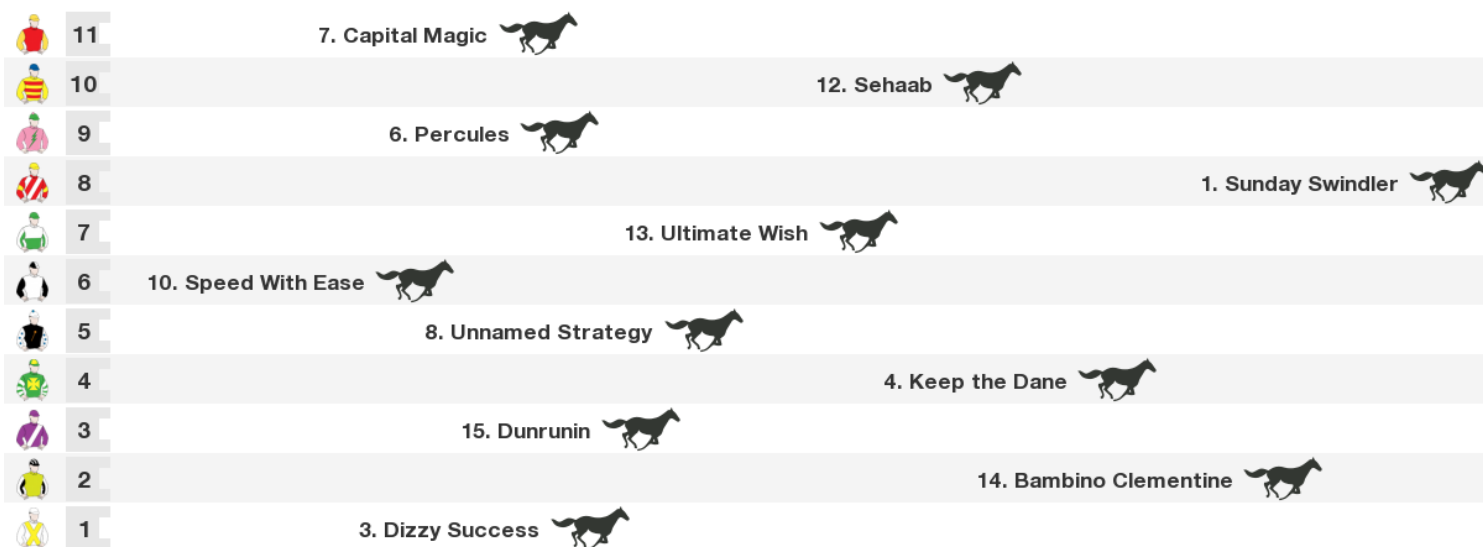 11 7. Capital Magic
10 12. Sehaab
9 6. Percules
8 1. Sunday Swindler
7 13. Ultimate Wish
6 10. Speed With Ease
5 8. Unnamed Strategy
4 4. Keep the Dane
3 15. Dunrunin
2 14. Bambino Clementine
1 3. Dizzy Success